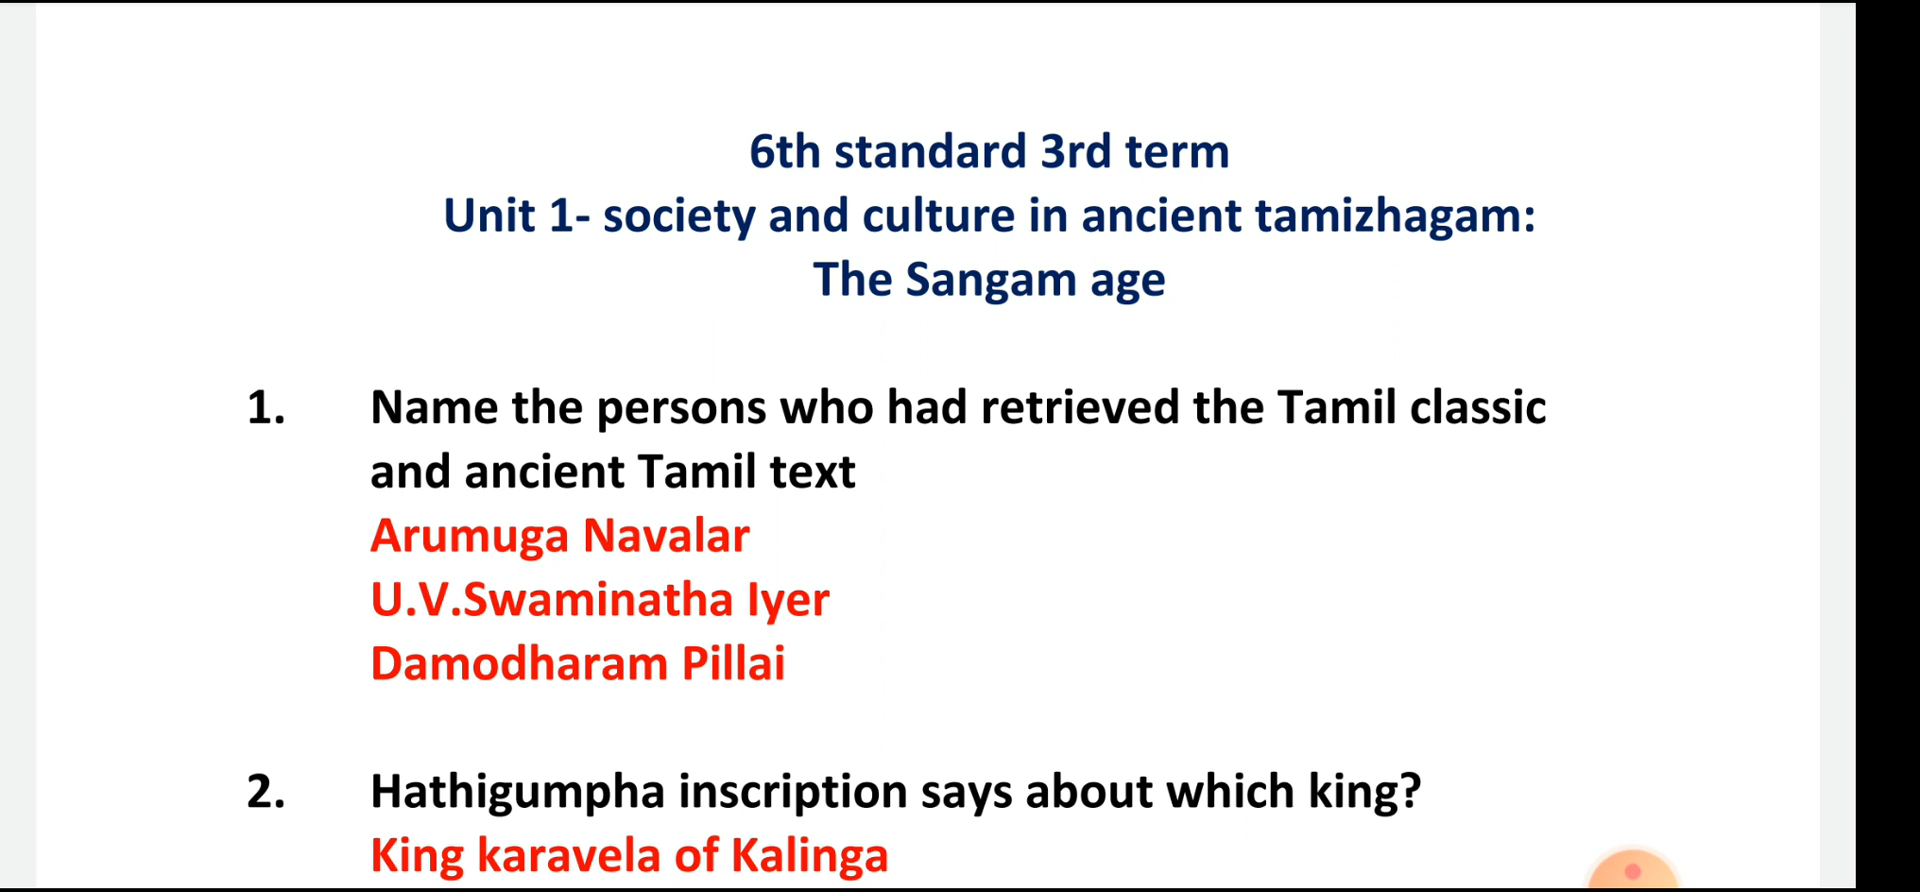 6th standard 3rd term
Unit 1- society and culture in ancient tamizhagam:
The Sangam age
1. Name the persons who had retrieved the Tamil classic
and ancient Tamil text
Arumuga Navalar
U.V.Swaminatha Iyer
Damodharam Pillai
2. Hathigumpha inscription says about which king?
King karavela of Kalinga